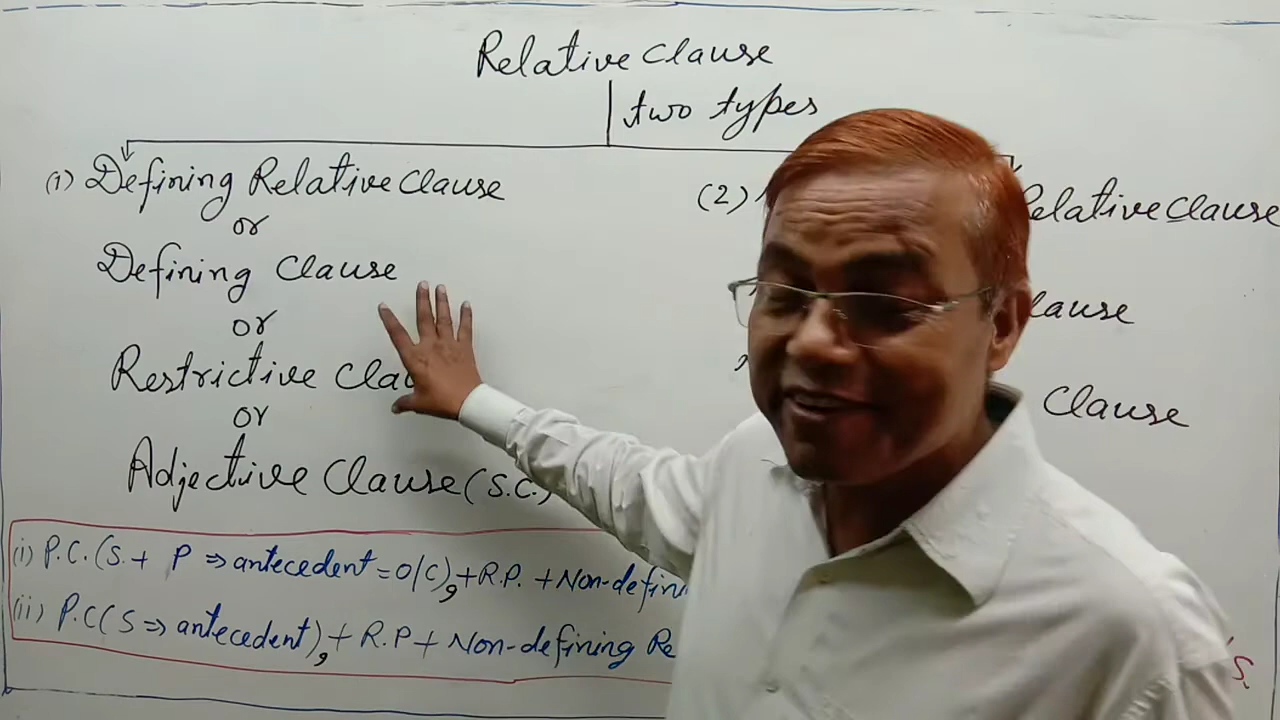 Relative Clause
two types
(1) Defining Relative Clause
(2) Relative Clause
or
Defining Clause
lause
or
Restrictive Cla
Clause
or
Adjective Clause (S.C.)
(i) P.C. (S. + P ⇒ antecedent = O/C), + R.P. + Non-defini
(ii) P.C (S ⇒ antecedent), + R.P + Non-defining Re
S.